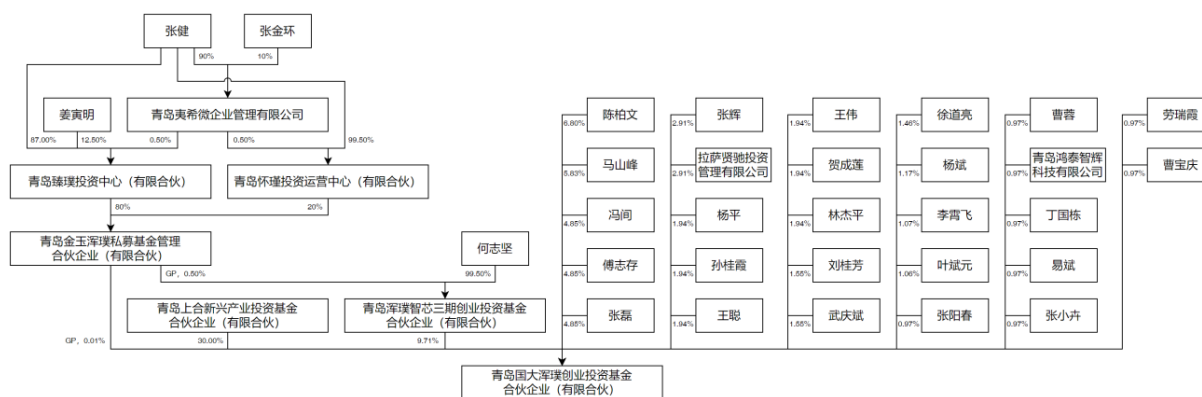 张健
张金环
90%
10%
姜寅明
青岛夷希微企业管理有限公司
87.00%
12.50%
0.50%
0.50%
99.50%
青岛臻璞投资中心（有限合伙）
青岛怀瑾投资运营中心（有限合伙）
80%
20%
青岛金玉浑璞私募基金管理
合伙企业（有限合伙）
何志坚
GP，0.50%
99.50%
青岛上合新兴产业投资基金
合伙企业（有限合伙）
青岛浑璞智芯三期创业投资基金
合伙企业（有限合伙）
GP，0.01%
30.00%
9.71%
陈柏文
6.80%
马山峰
5.83%
冯间
4.85%
傅志存
4.85%
张磊
4.85%
张辉
2.91%
拉萨贤驰投资
管理有限公司
2.91%
杨平
1.94%
孙桂霞
1.94%
王聪
1.94%
王伟
1.94%
贺成莲
1.94%
林杰平
1.94%
刘桂芳
1.55%
武庆斌
1.55%
徐道亮
1.46%
杨斌
1.17%
李霄飞
1.07%
叶斌元
1.06%
张阳春
0.97%
曹蓉
0.97%
青岛鸿泰智辉
科技有限公司
0.97%
丁国栋
0.97%
易斌
0.97%
张小卉
0.97%
劳瑞霞
0.97%
曹宝庆
0.97%
青岛国大浑璞创业投资基金
合伙企业（有限合伙）